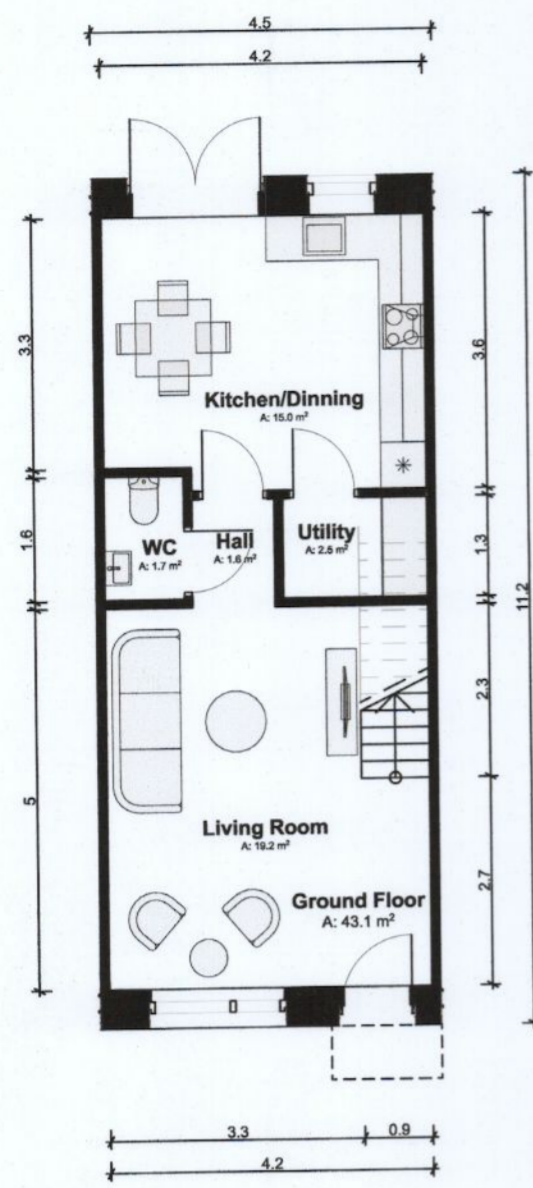 4.5
4.2
3.3
3.6
Kitchen/Dinning
A: 15.0 m²
1.6
WC
A: 1.7 m²
Hall
A: 1.6 m²
Utility
A: 2.5 m²
1.3
11.2
2.3
5
Living Room
A: 19.2 m²
2.7
Ground Floor
A: 43.1 m²
3.3
0.9
4.2